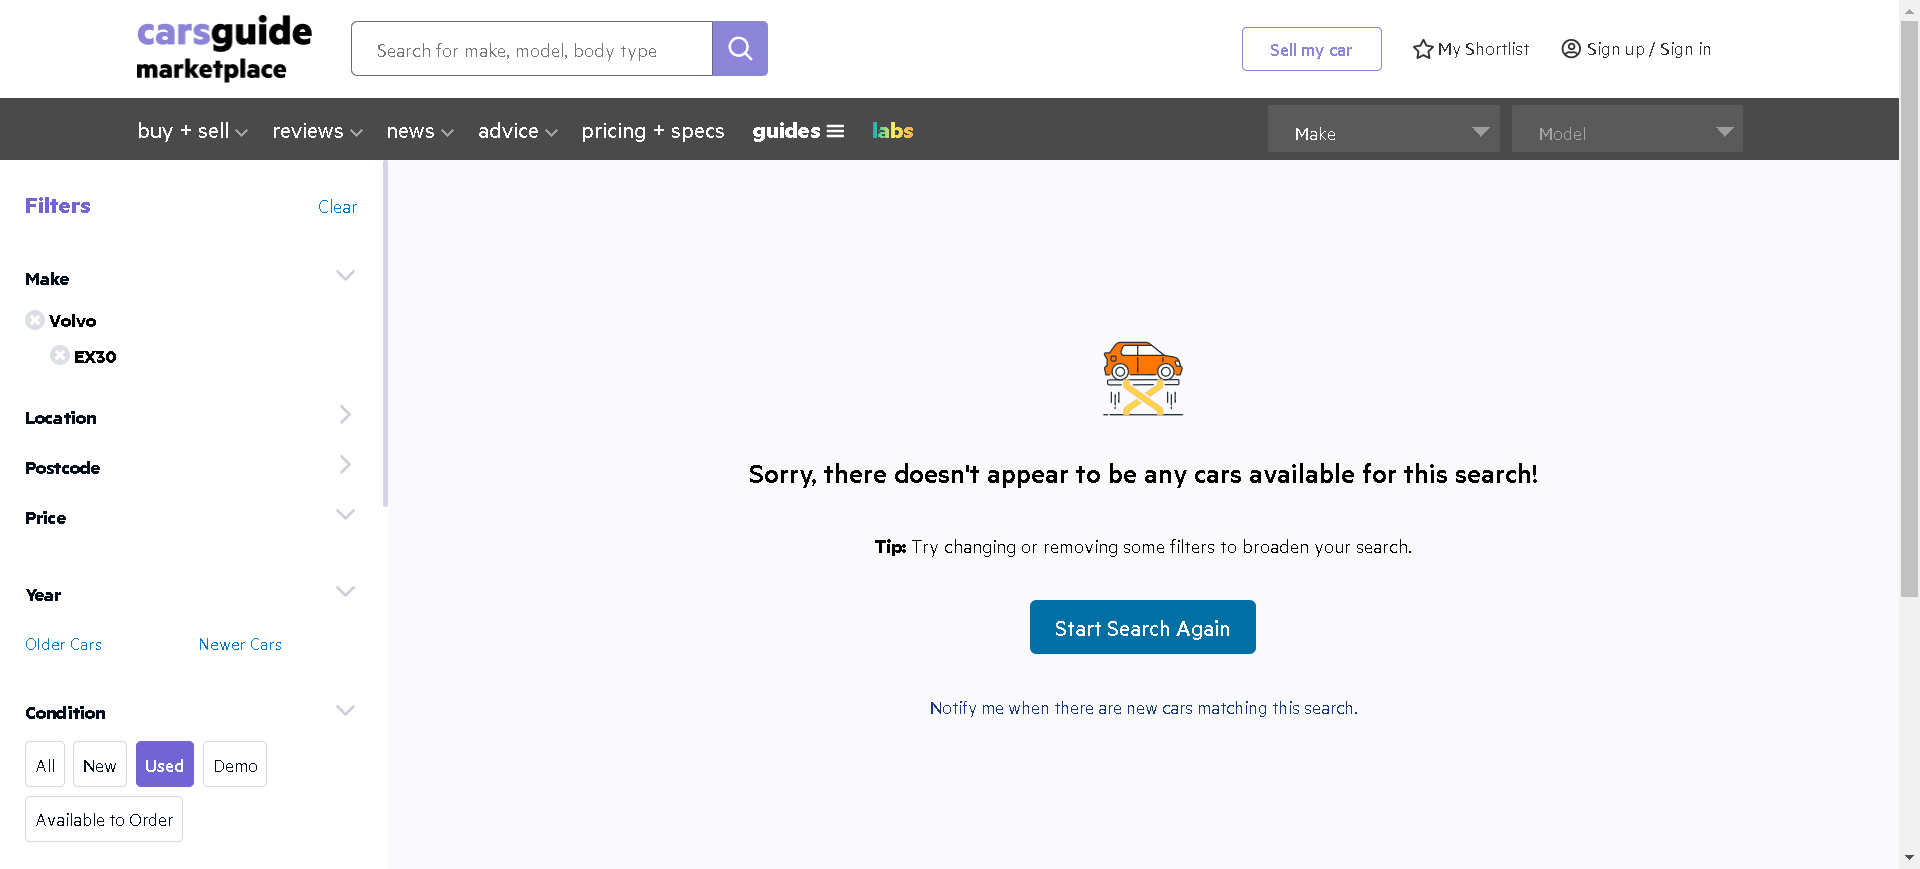 carsguide
marketplace
Search for make, model, body type
Sell my car
My Shortlist
Sign up / Sign in
buy + sell
reviews
news
advice
pricing + specs
guides
labs
Make
Model
Filters
Clear
Make
Volvo
EX30
Location
Postcode
Price
Year
Older Cars
Newer Cars
Condition
All
New
Used
Demo
Available to Order
Sorry, there doesn't appear to be any cars available for this search!
Tip: Try changing or removing some filters to broaden your search.
Start Search Again
Notify me when there are new cars matching this search.